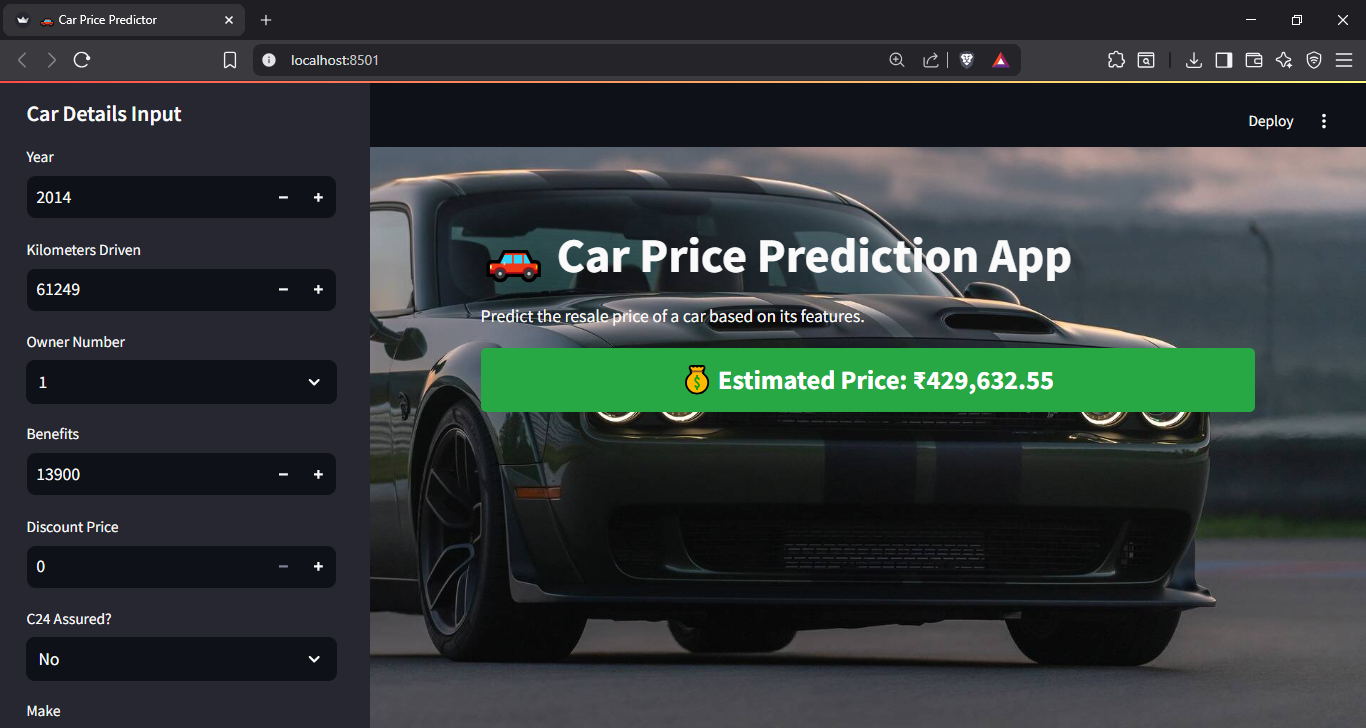 Car Price Predictor
localhost:8501
Car Details Input
Year
2014
Kilometers Driven
61249
Owner Number
1
Benefits
13900
Discount Price
0
C24 Assured?
No
Make
Deploy
Car Price Prediction App
Predict the resale price of a car based on its features.
Estimated Price: ₹429,632.55